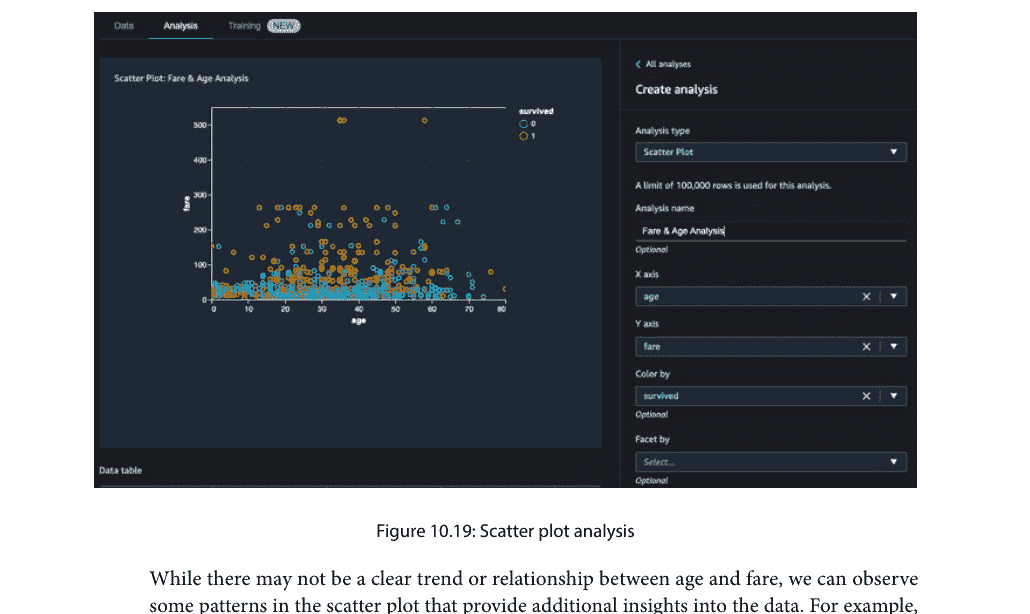 Data Analysis Training NEW
Scatter Plot: Fare & Age Analysis
survived
0
1
500
400
300
200
100
0
fare
0 10 20 30 40 50 60 70 80
age
Data table
All analyses
Create analysis
Analysis type
Scatter Plot
A limit of 100,000 rows is used for this analysis.
Analysis name
Fare & Age Analysis
Optional
X axis
age
Y axis
fare
Color by
survived
Optional
Facet by
Select...
Optional
Figure 10.19: Scatter plot analysis
While there may not be a clear trend or relationship between age and fare, we can observe
some patterns in the scatter plot that provide additional insights into the data. For example,